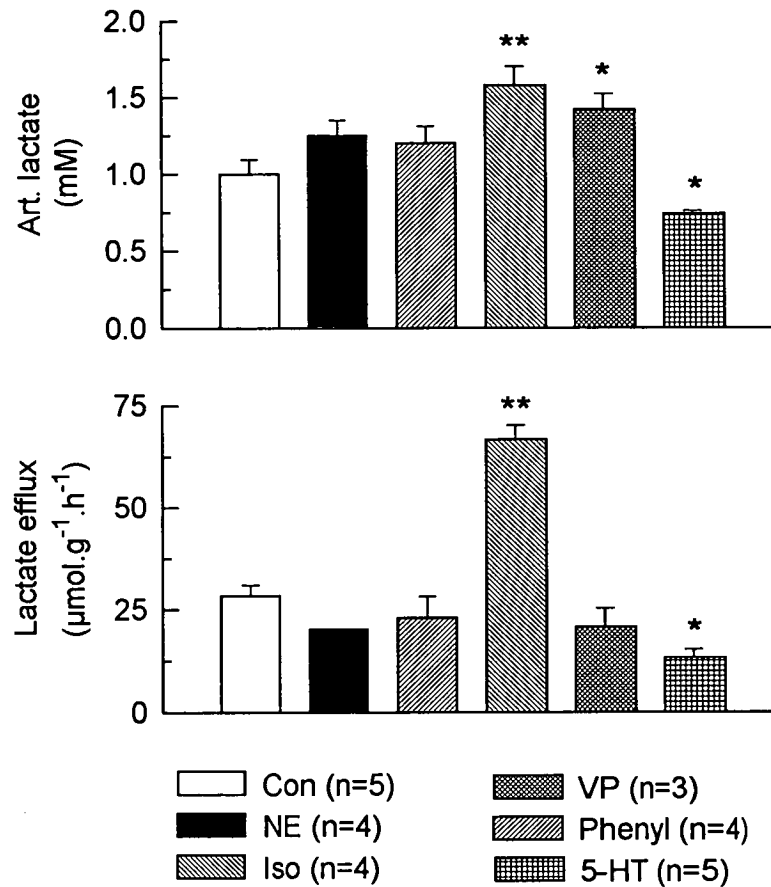 Art. lactate
(mM)
2.0
1.5
1.0
0.5
0.0
**
*
*
Lactate efflux
(µmol.g⁻¹.h⁻¹)
75
50
25
0
**
*
Con (n=5)
VP (n=3)
NE (n=4)
Phenyl (n=4)
Iso (n=4)
5-HT (n=5)